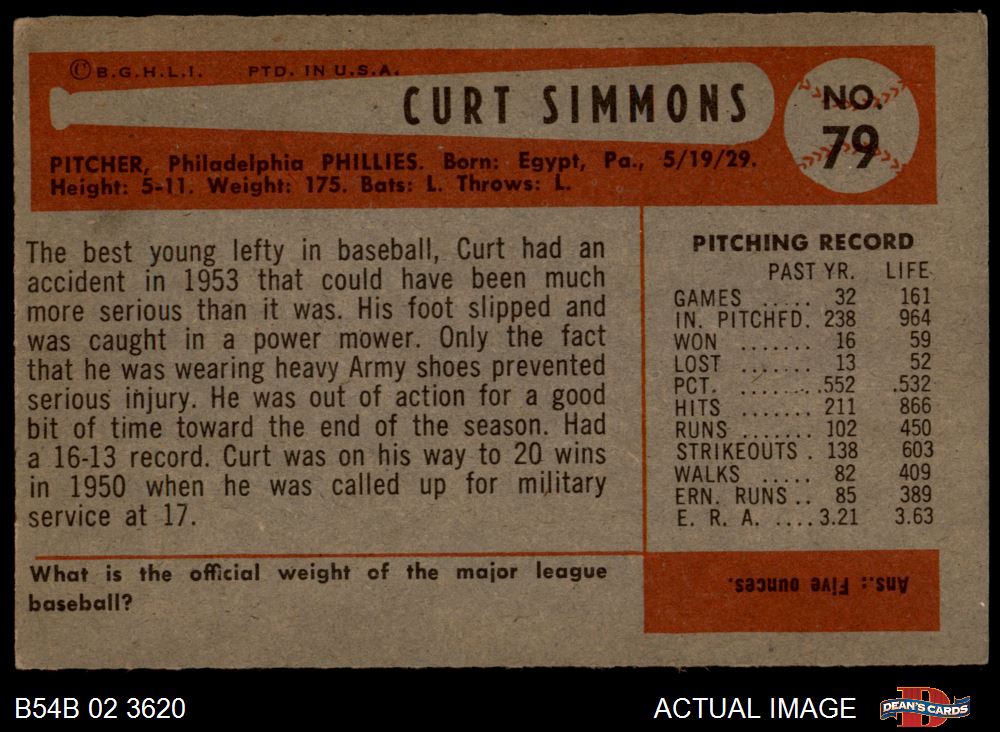 © B.G.H.L.I. PTD. IN U.S.A.
CURT SIMMONS
NO.
79
PITCHER, Philadelphia PHILLIES. Born: Egypt, Pa., 5/19/29.
Height: 5-11. Weight: 175. Bats: L. Throws: L.
The best young lefty in baseball, Curt had an
accident in 1953 that could have been much
more serious than it was. His foot slipped and
was caught in a power mower. Only the fact
that he was wearing heavy Army shoes prevented
serious injury. He was out of action for a good
bit of time toward the end of the season. Had
a 16-13 record. Curt was on his way to 20 wins
in 1950 when he was called up for military
service at 17.
PITCHING RECORD
PAST YR. LIFE
GAMES ..... 32 161
IN. PITCHED. 238 964
WON ....... 16 59
LOST ....... 13 52
PCT. ........ .552 .532
HITS ....... 211 866
RUNS ....... 102 450
STRIKEOUTS . 138 603
WALKS ..... 82 409
ERN. RUNS .. 85 389
E. R. A. .... 3.21 3.63
What is the official weight of the major league
baseball?
Ans.: Five ounces.
B54B 02 3620
ACTUAL IMAGE
D
DEAN'S CARDS